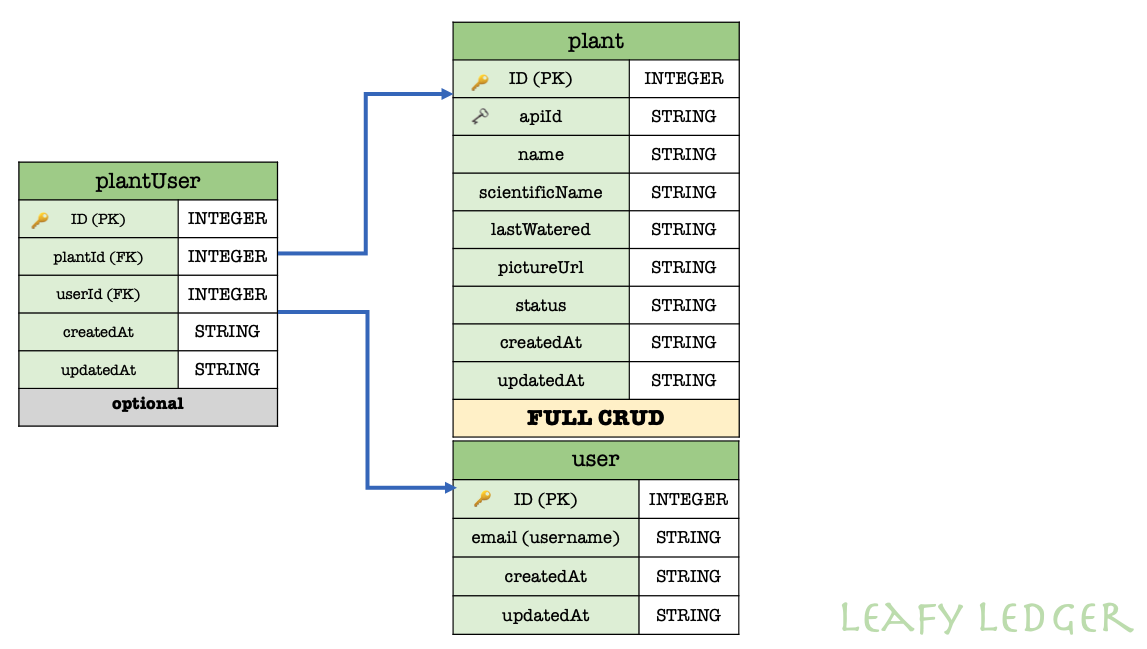 plantUser
ID (PK) INTEGER
plantId (FK) INTEGER
userId (FK) INTEGER
createdAt STRING
updatedAt STRING
optional
plant
ID (PK) INTEGER
apiId STRING
name STRING
scientificName STRING
lastWatered STRING
pictureUrl STRING
status STRING
createdAt STRING
updatedAt STRING
FULL CRUD
user
ID (PK) INTEGER
email (username) STRING
createdAt STRING
updatedAt STRING
LEAFY LEDGER